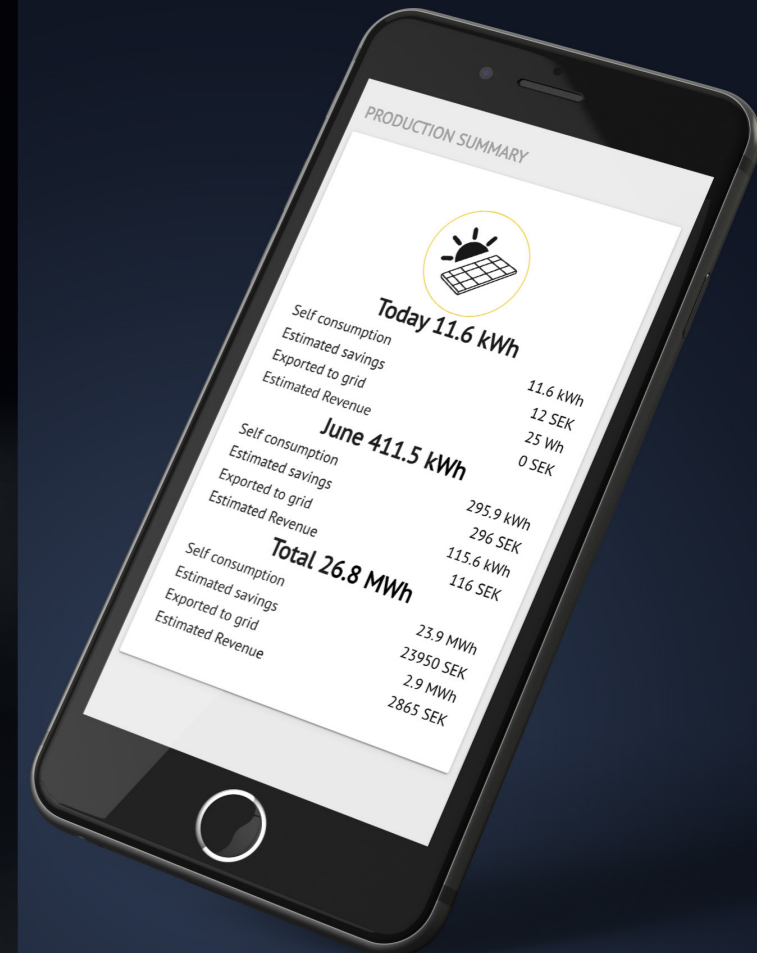 PRODUCTION SUMMARY
Today 11.6 kWh
Self consumption 11.6 kWh
Estimated savings 12 SEK
Exported to grid 25 Wh
Estimated Revenue 0 SEK
June 411.5 kWh
Self consumption 295.9 kWh
Estimated savings 296 SEK
Exported to grid 115.6 kWh
Estimated Revenue 116 SEK
Total 26.8 MWh
Self consumption 23.9 MWh
Estimated savings 23950 SEK
Exported to grid 2.9 MWh
Estimated Revenue 2865 SEK